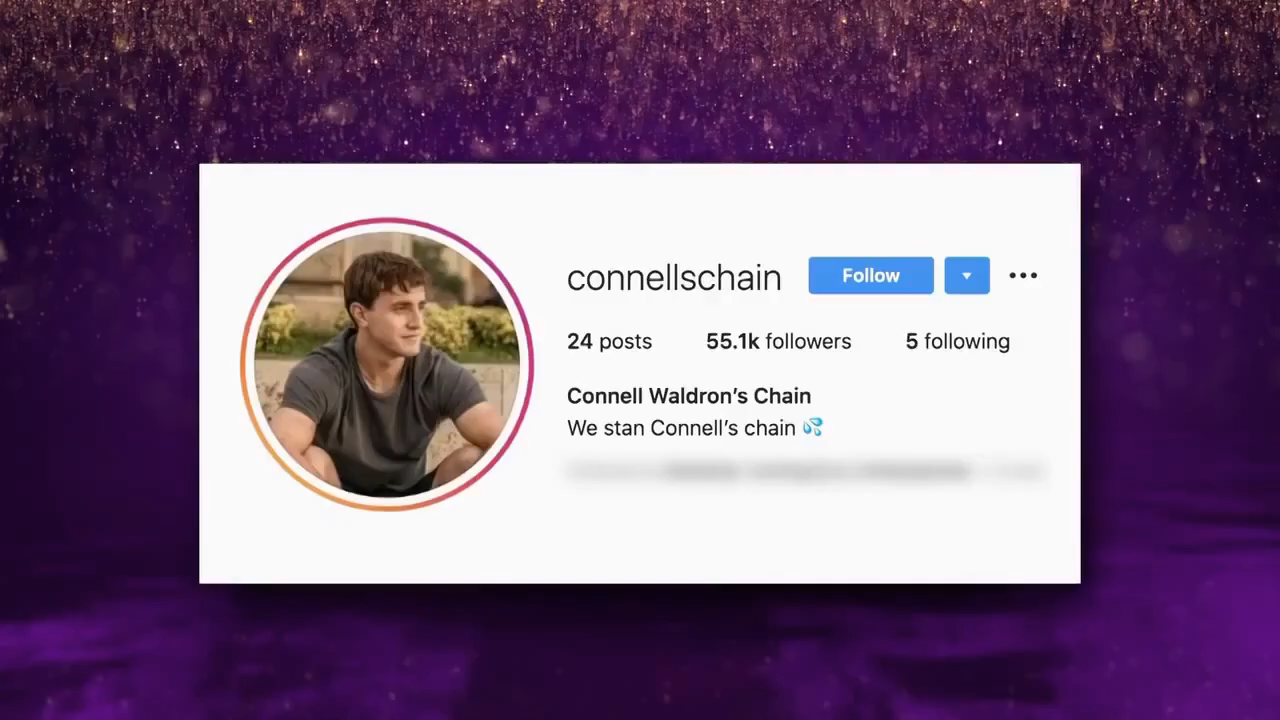 connellschain Follow
24 posts 55.1k followers 5 following
Connell Waldron's Chain
We stan Connell's chain 💦